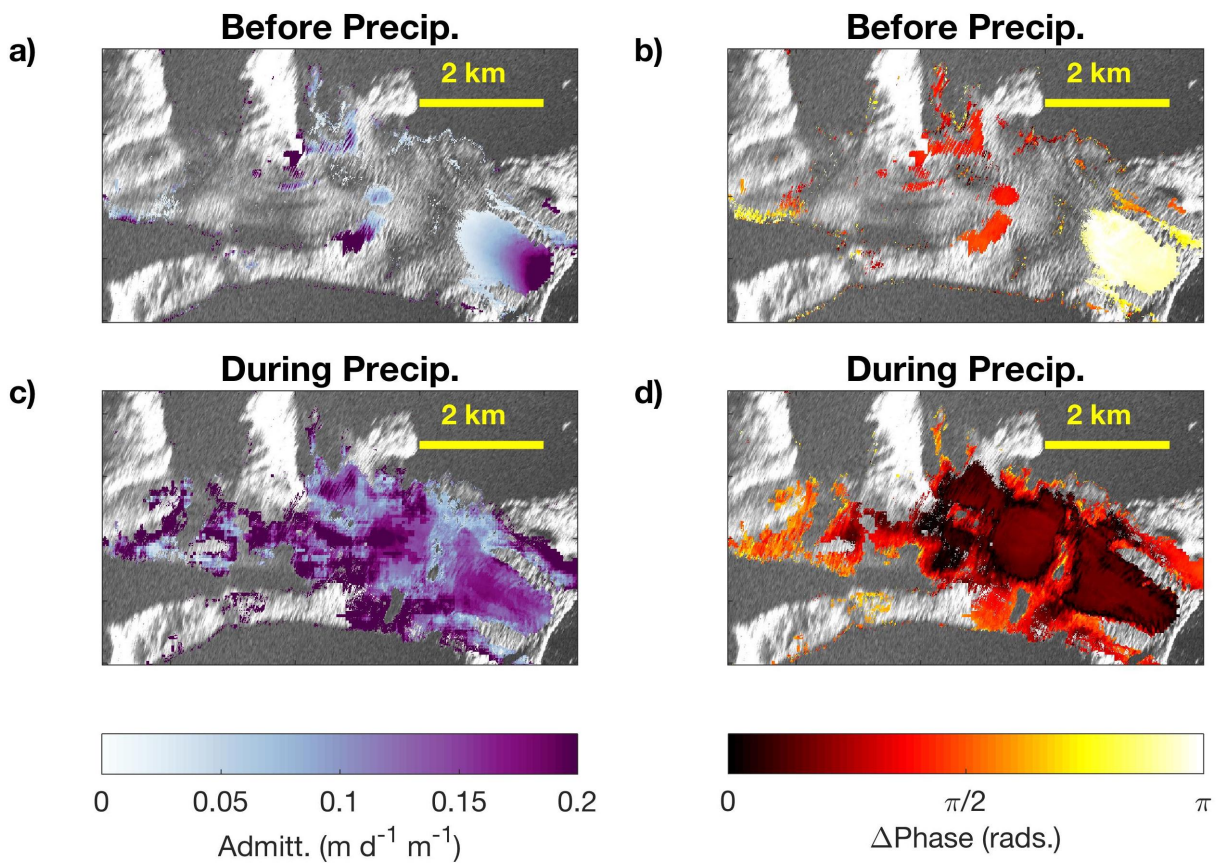 Before Precip.
Before Precip.
a)
b)
2 km
2 km
During Precip.
During Precip.
c)
d)
2 km
2 km
0
0.05
0.1
0.15
0.2
0
π/2
π
Admitt. (m d⁻¹ m⁻¹)
ΔPhase (rads.)